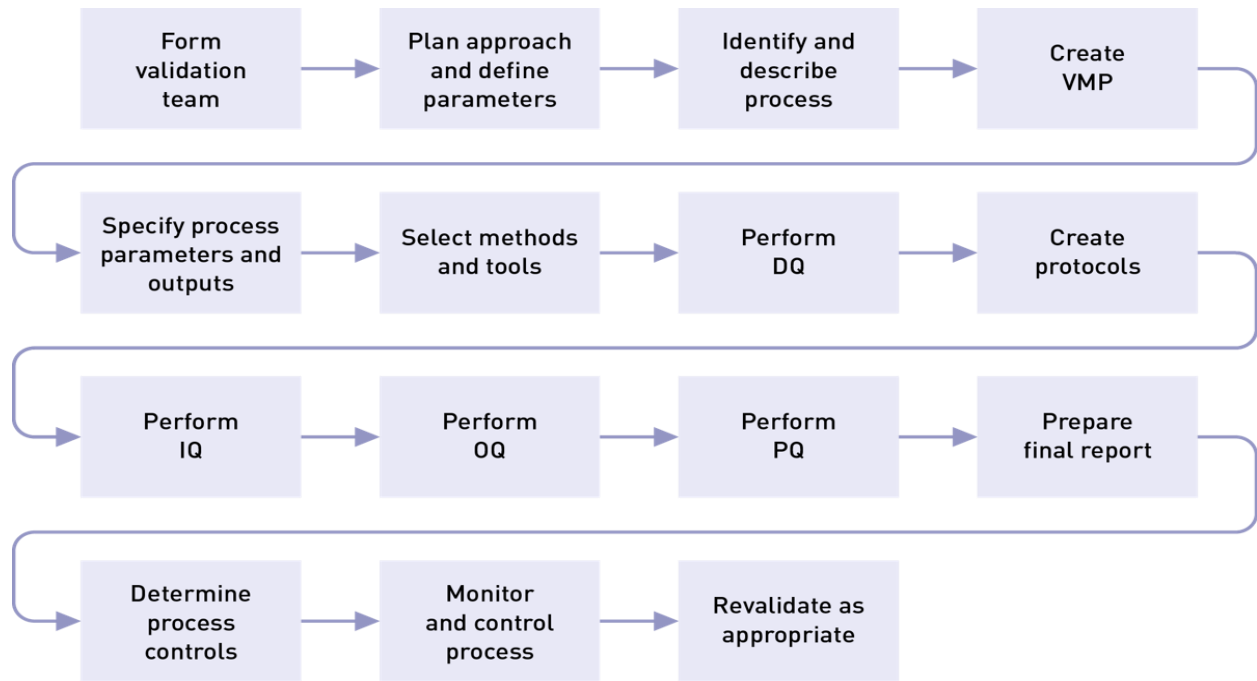 Form
validation
team
Plan approach
and define
parameters
Identify and
describe
process
Create
VMP
Specify process
parameters and
outputs
Select methods
and tools
Perform
DQ
Create
protocols
Perform
IQ
Perform
OQ
Perform
PQ
Prepare
final report
Determine
process
controls
Monitor
and control
process
Revalidate as
appropriate